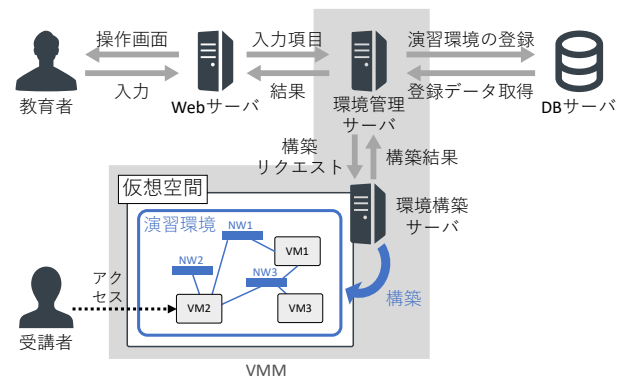 操作画面
入力
教育者
Webサーバ
入力項目
結果
環境管理
サーバ
演習環境の登録
登録データ取得
DBサーバ
構築
リクエスト
構築結果
仮想空間
演習環境
NW1
NW2
NW3
VM1
VM2
VM3
環境構築
サーバ
構築
アク
セス
受講者
VMM